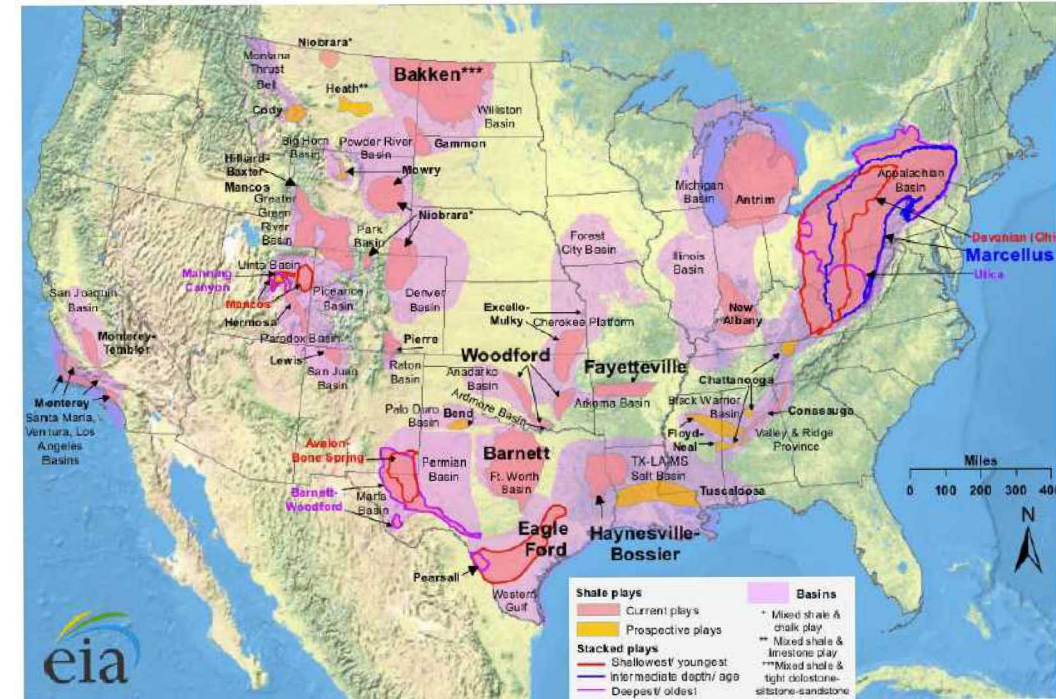 Niobrara*
Montana
Thrust
Belt
Bakken***
Heath**
Cody
Williston
Basin
Big Horn
Basin
Powder River
Basin
Gammon
Hilliard-
Baxter-
Mancos
Mowry
Greater
Green
River
Basin
Niobrara*
Park
Basin
Michigan
Basin
Antrim
Appalachian
Basin
Devonian (Ohi
Marcellus
Utica
Forest
City Basin
Illinois
Basin
Uinta Basin
Manning
Canyon
Mancos
Piceance
Basin
Denver
Basin
San Joaquin
Basin
Hermosa
Paradox Basin
Excello-
Mulky
Cherokee Platform
New
Albany
Monterey-
Temblor
Lewis
San Juan
Basin
Pierre
Raton
Basin
Woodford
Anadarko
Basin
Fayetteville
Arkoma Basin
Ardmore Basin
Chattanooga
Black Warrior
Basin
Conasauga
Monterey
Santa Maria,
Ventura, Los
Angeles
Basins
Palo Duro
Basin
Bend
Floyd-
Neal
Valley & Ridge
Province
Avalon-
Bone Spring
Permian
Basin
Barnett
Ft. Worth
Basin
TX-LA-MS
Salt Basin
Tuscaloosa
Barnett-
Woodford
Marfa
Basin
Eagle
Ford
Haynesville-
Bossier
Pearsall
Western
Gulf
Miles
0 100 200 300 400
N
Shale plays
Current plays
Prospective plays
Stacked plays
Shallowest/ youngest
Intermediate depth/ age
Deepest/ oldest
Basins
* Mixed shale &
chalk play
** Mixed shale &
limestone play
***Mixed shale &
tight dolostone-
siltstone-sandstone
eia